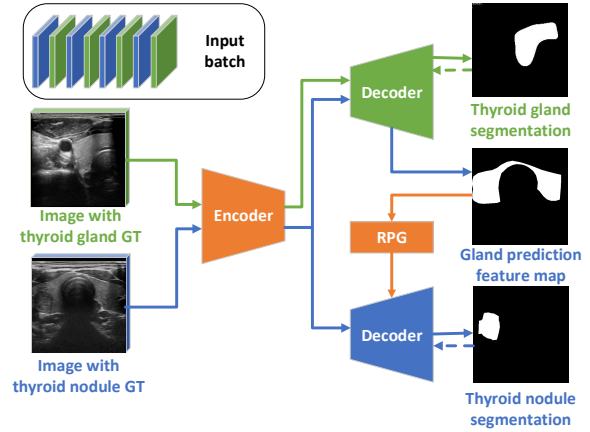 Input
batch
Decoder
Thyroid gland
segmentation
Image with
thyroid gland GT
Encoder
RPG
Gland prediction
feature map
Image with
thyroid nodule GT
Decoder
Thyroid nodule
segmentation